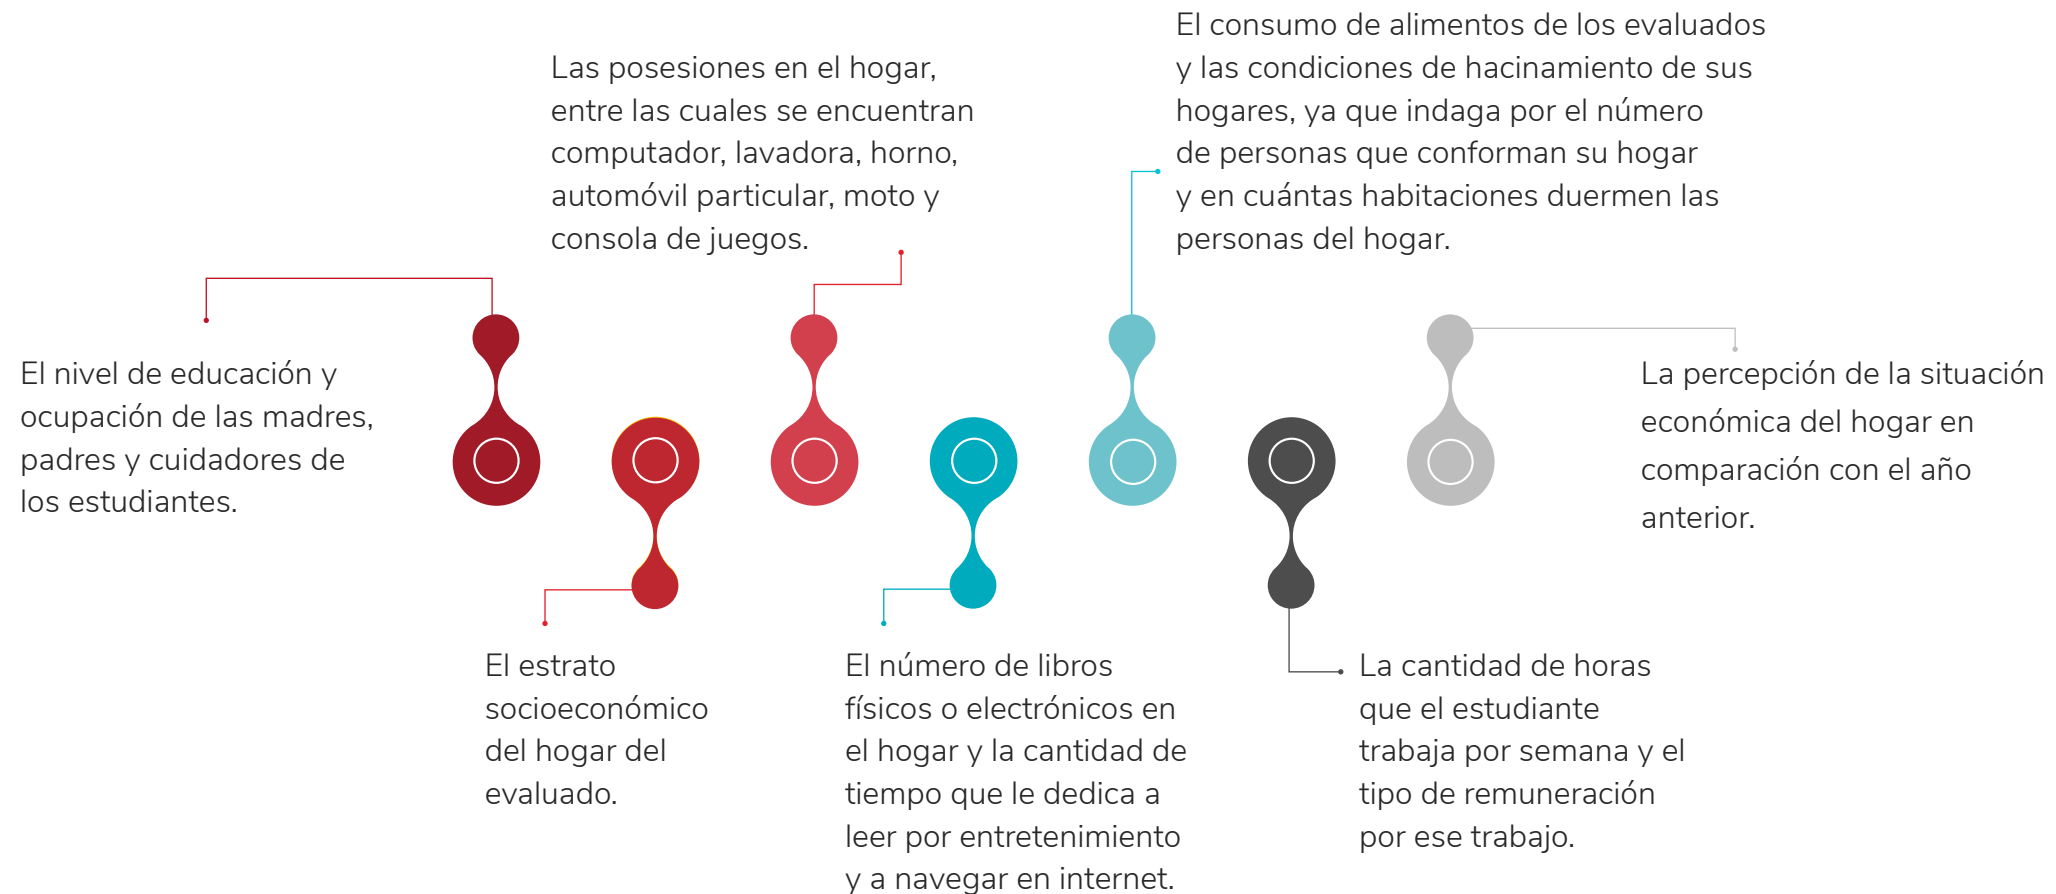 El nivel de educación y
ocupación de las madres,
padres y cuidadores de
los estudiantes.
El estrato
socioeconómico
del hogar del
evaluado.
Las posesiones en el hogar,
entre las cuales se encuentran
computador, lavadora, horno,
automóvil particular, moto y
consola de juegos.
El número de libros
físicos o electrónicos en
el hogar y la cantidad de
tiempo que le dedica a
leer por entretenimiento
y a navegar en internet.
El consumo de alimentos de los evaluados
y las condiciones de hacinamiento de sus
hogares, ya que indaga por el número
de personas que conforman su hogar
y en cuántas habitaciones duermen las
personas del hogar.
La cantidad de horas
que el estudiante
trabaja por semana y el
tipo de remuneración
por ese trabajo.
La percepción de la situación
económica del hogar en
comparación con el año
anterior.